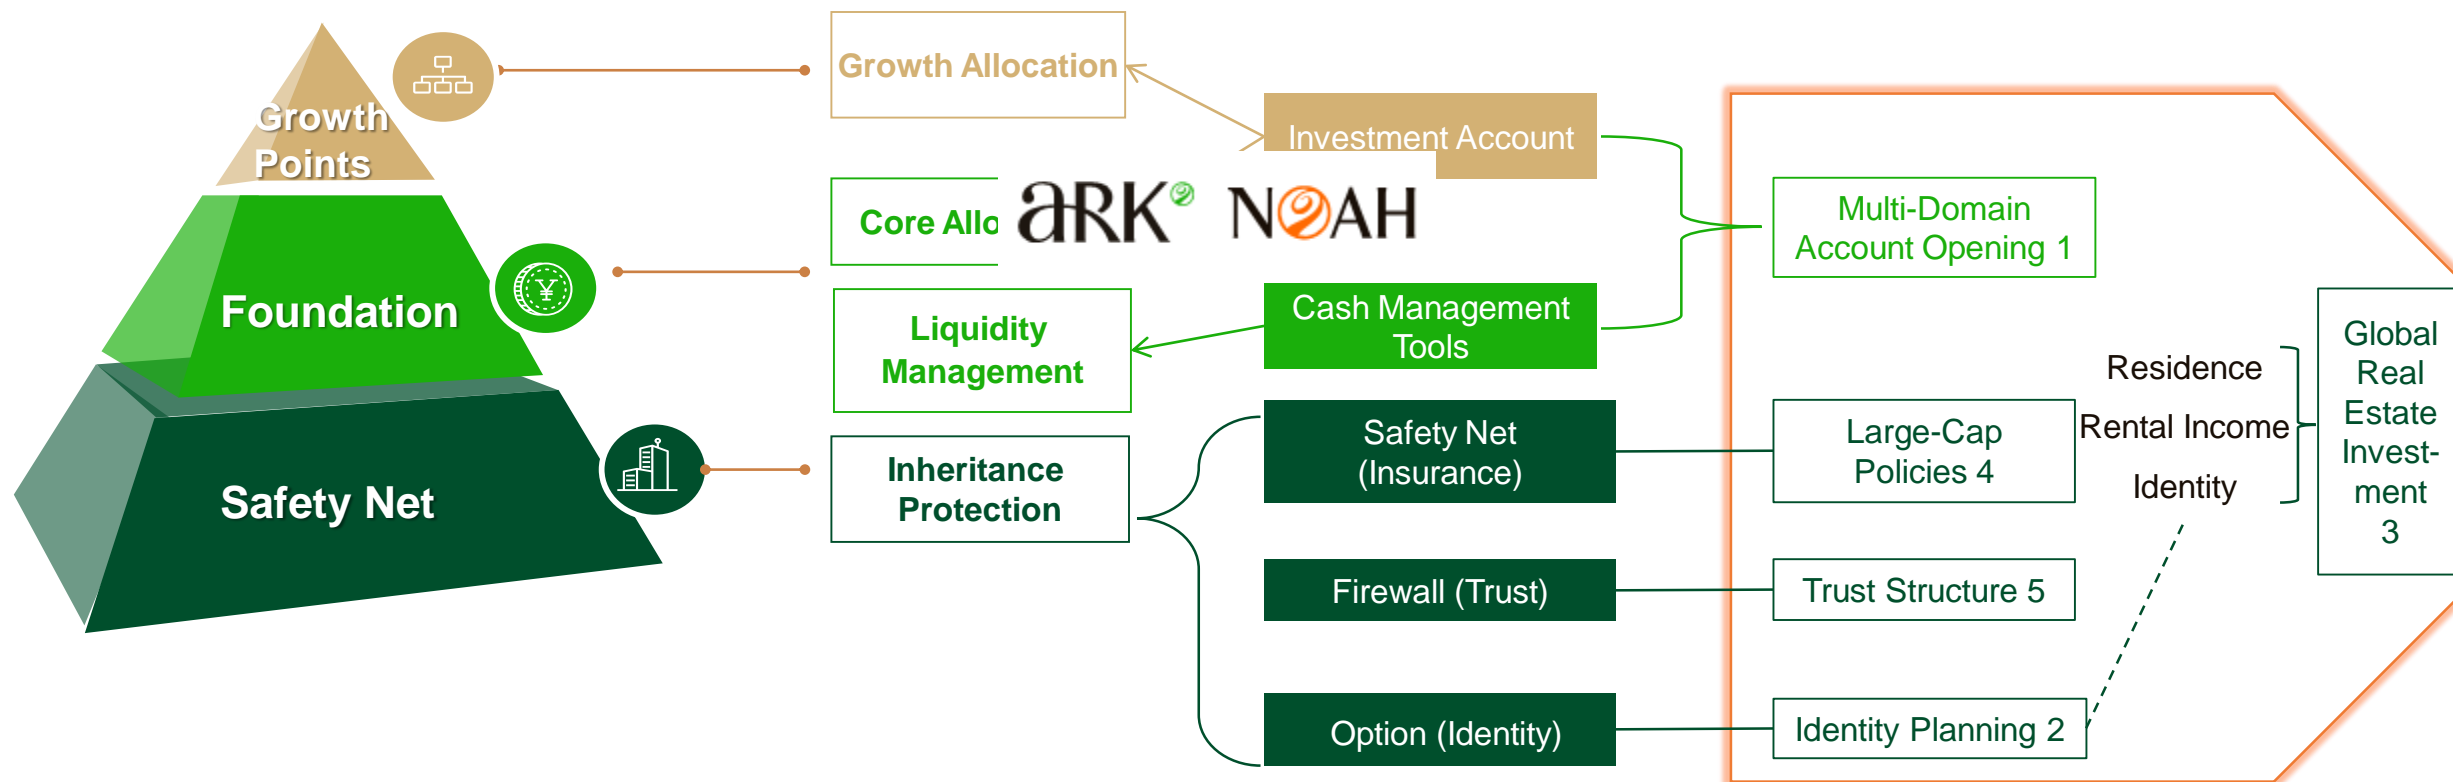 Growth
Points
Foundation
Safety Net
Growth Allocation
Core Allo
Liquidity
Management
Inheritance
Protection
Investment Account
aRK NOAH
Cash Management
Tools
Safety Net
(Insurance)
Firewall (Trust)
Option (Identity)
Multi-Domain
Account Opening 1
Large-Cap
Policies 4
Trust Structure 5
Identity Planning 2
Residence
Rental Income
Identity
Global
Real
Estate
Invest-
ment
3